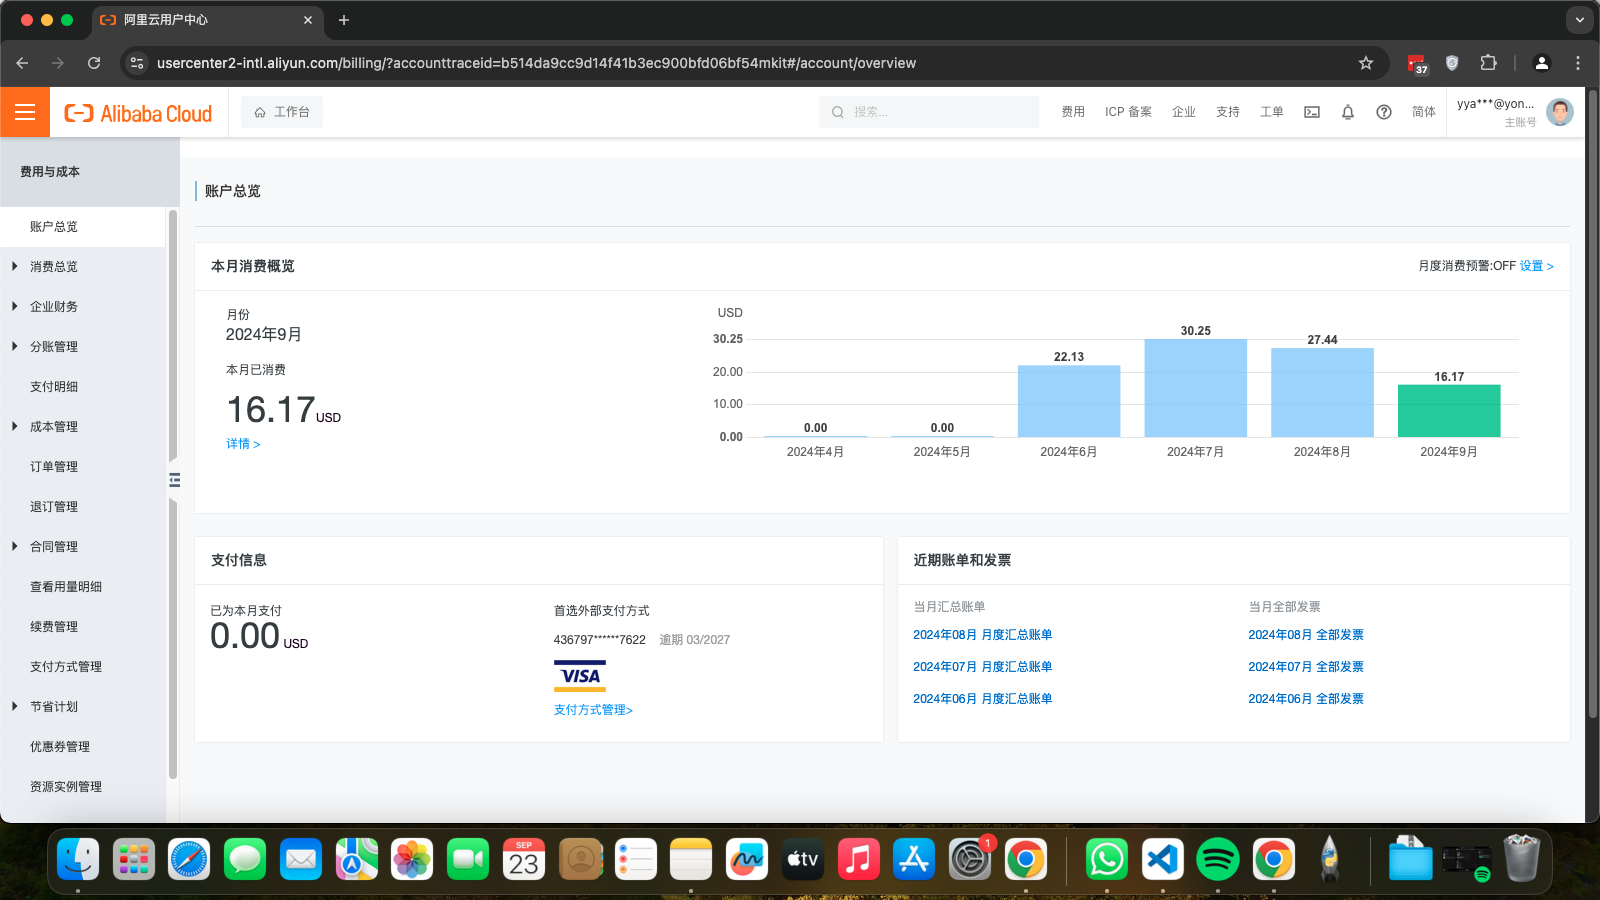 阿里云用户中心
usercenter2-intl.aliyun.com/billing/?accounttraceid=b514da9cc9d14f41b3ec900bfd06bf54mkit#/account/overview
37
Alibaba Cloud
工作台
搜索...
费用
ICP 备案
企业
支持
工单
简体
yya***@yon...
主账号
费用与成本
账户总览
消费总览
企业财务
分账管理
支付明细
成本管理
订单管理
退订管理
合同管理
查看用量明细
续费管理
支付方式管理
节省计划
优惠券管理
资源实例管理
账户总览
本月消费概览
月度消费预警:OFF 设置 >
月份
2024年9月
本月已消费
16.17 USD
详情 >
USD
30.25
20.00
10.00
0.00
0.00
0.00
22.13
30.25
27.44
16.17
2024年4月
2024年5月
2024年6月
2024年7月
2024年8月
2024年9月
支付信息
已为本月支付
0.00 USD
首选外部支付方式
436797******7622 逾期 03/2027
VISA
支付方式管理>
近期账单和发票
当月汇总账单
2024年08月 月度汇总账单
2024年07月 月度汇总账单
2024年06月 月度汇总账单
当月全部发票
2024年08月 全部发票
2024年07月 全部发票
2024年06月 全部发票
SEP
23
tv
1